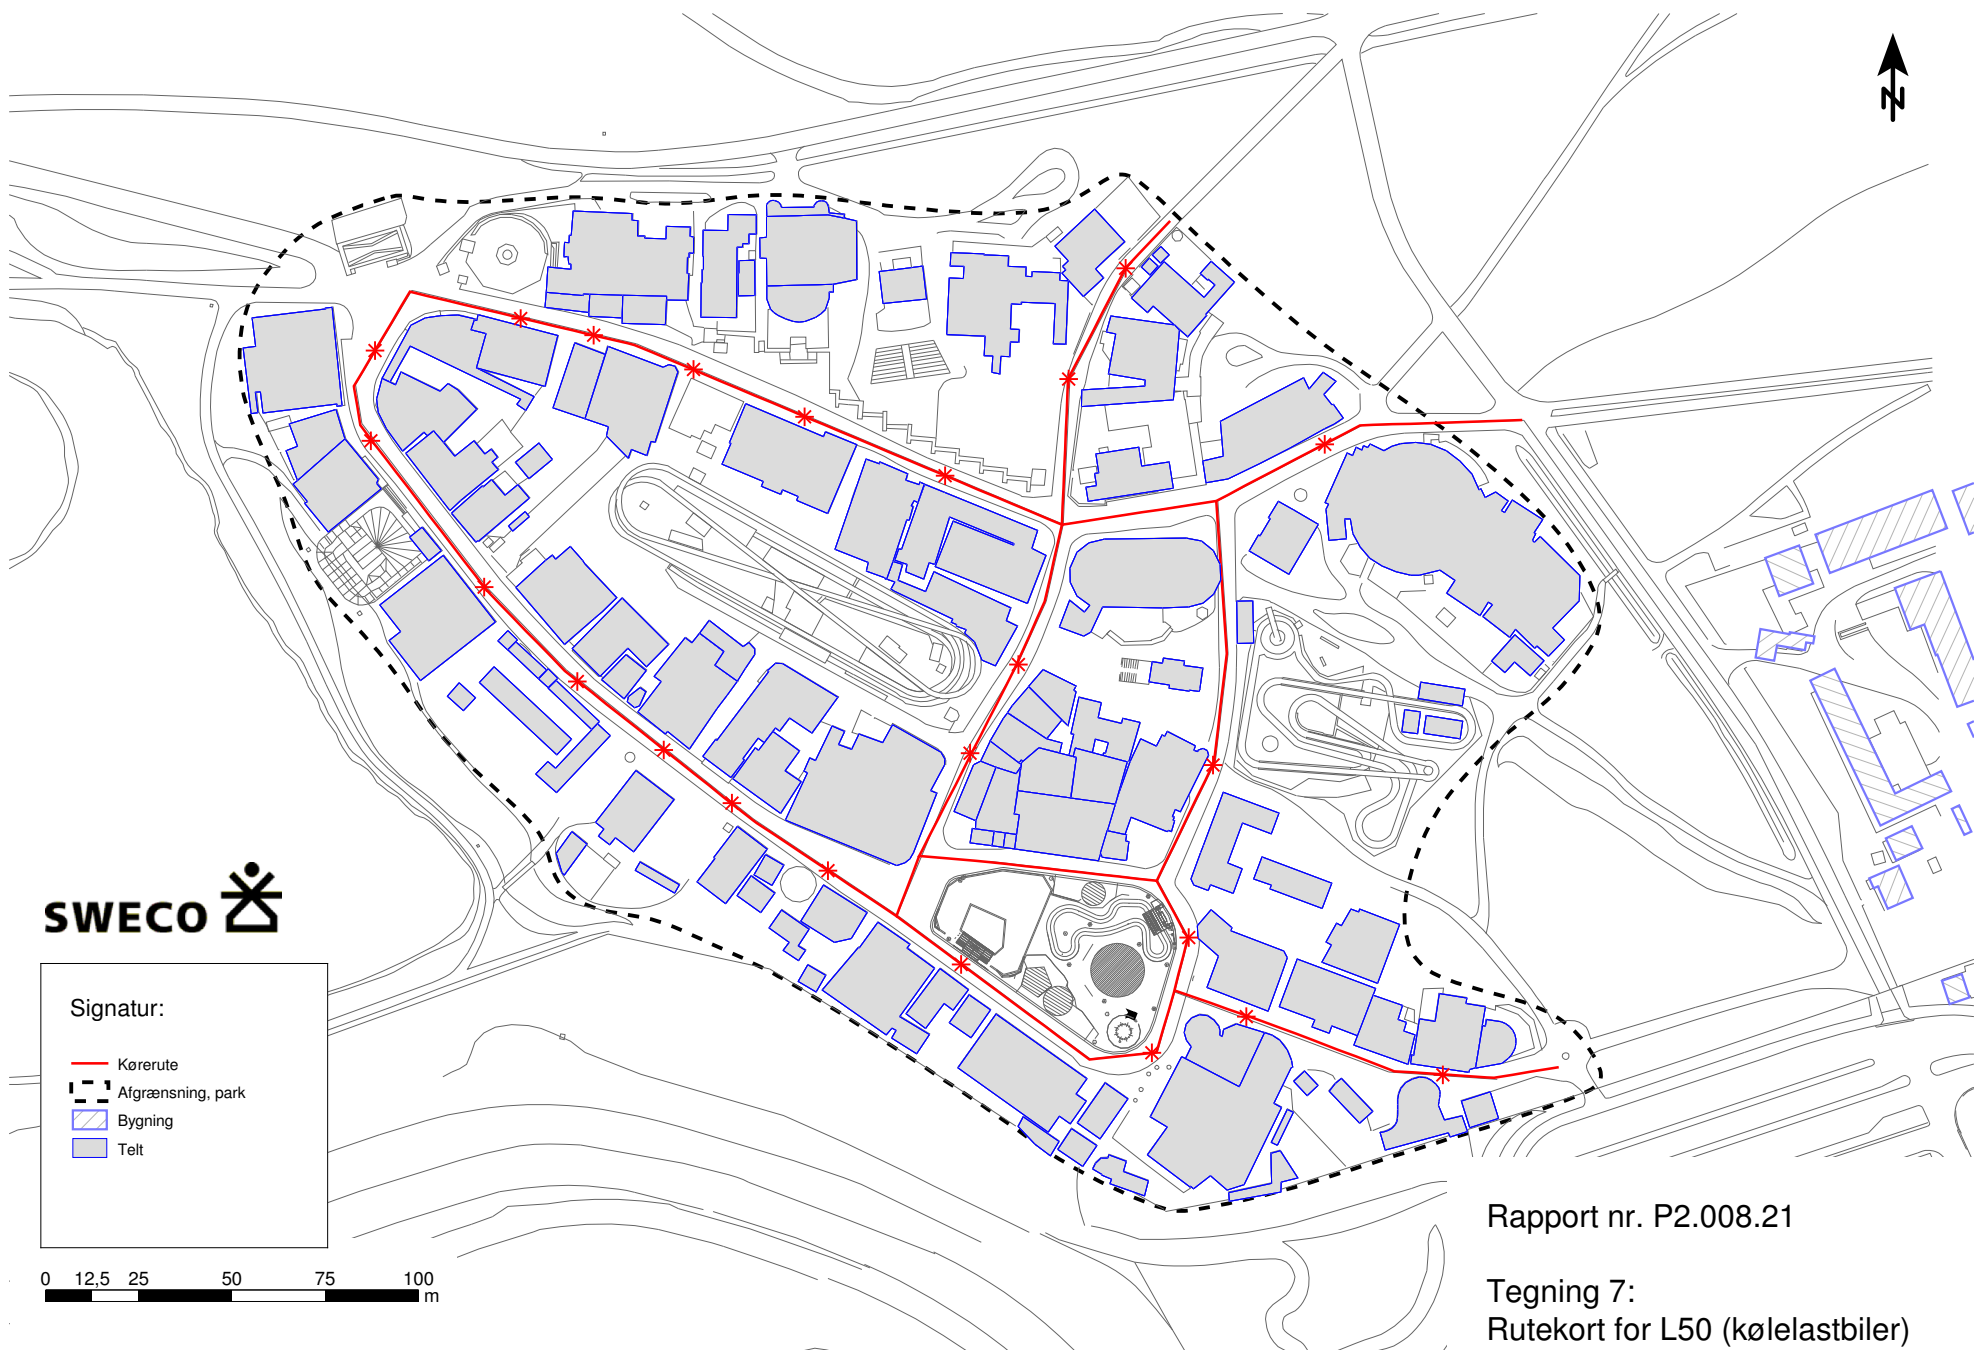 N
SWECO
Signatur:
Kørerute
Afgrænsning, park
Bygning
Telt
0 12,5 25 50 75 100
m
Rapport nr. P2.008.21
Tegning 7:
Rutekort for L50 (kølelastbiler)